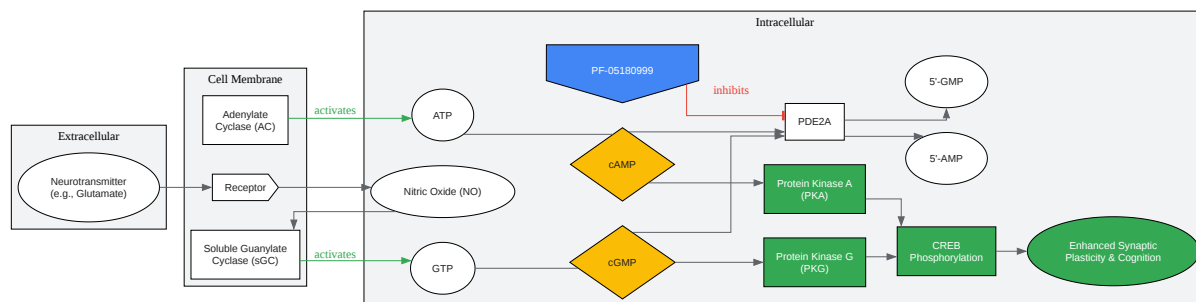 Intracellular
Cell Membrane
Extracellular
Neurotransmitter
(e.g., Glutamate)
Adenylate
Cyclase (AC)
Receptor
Soluble Guanylate
Cyclase (sGC)
activates
activates
ATP
Nitric Oxide (NO)
GTP
PF-05180999
inhibits
cAMP
cGMP
PDE2A
5'-GMP
5'-AMP
Protein Kinase A
(PKA)
Protein Kinase G
(PKG)
CREB
Phosphorylation
Enhanced Synaptic
Plasticity & Cognition